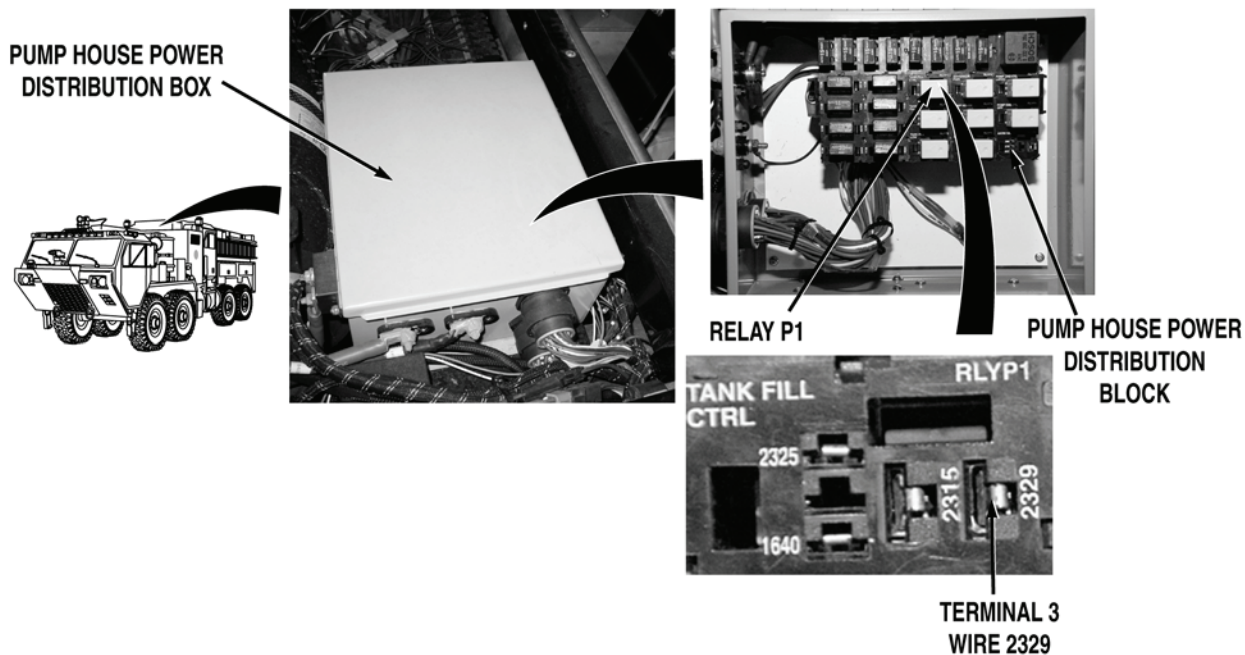 PUMP HOUSE POWER
DISTRIBUTION BOX
RELAY P1
PUMP HOUSE POWER
DISTRIBUTION
BLOCK
RLYP1
TANK FILL
CTRL
2325
2315
2329
1640
TERMINAL 3
WIRE 2329